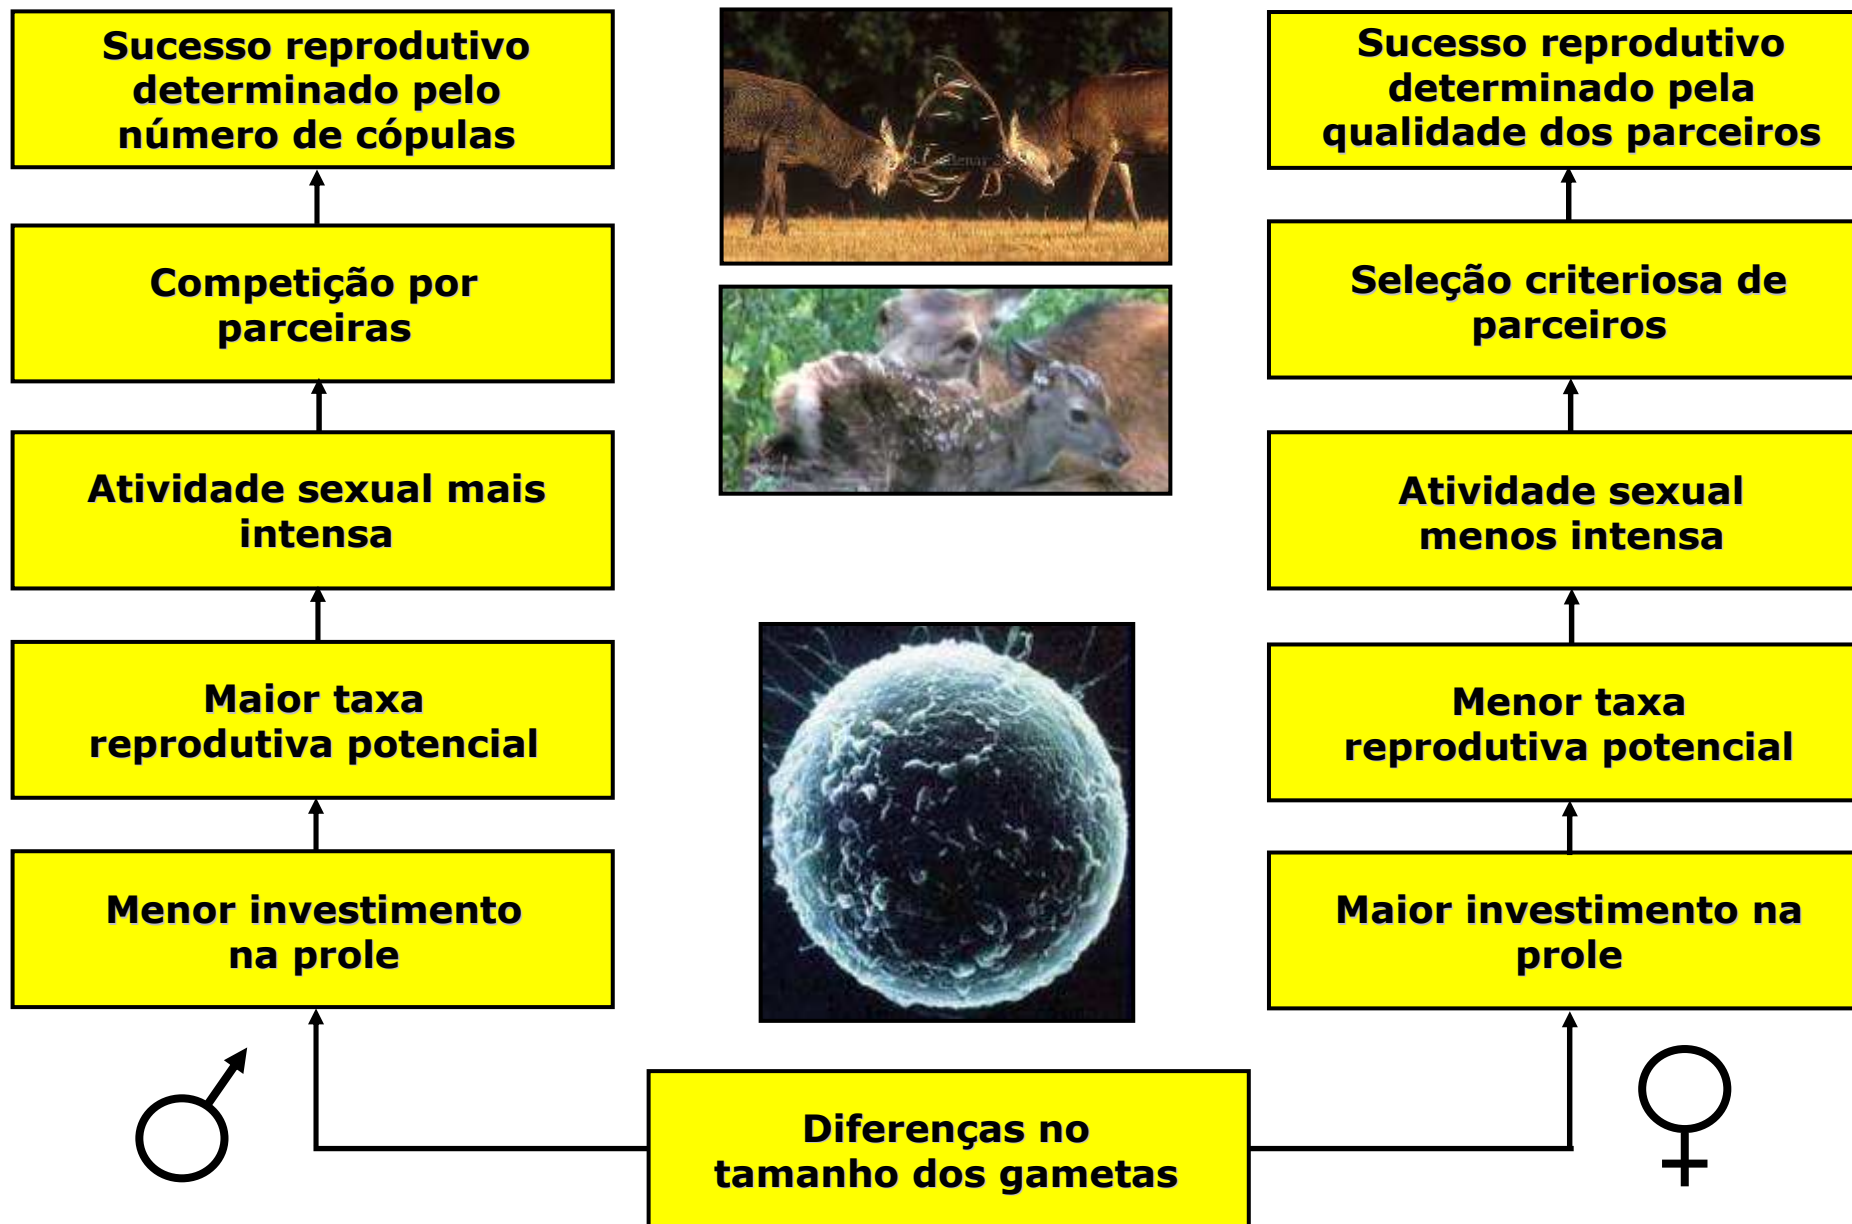 Sucesso reprodutivo
determinado pelo
número de cópulas
Competição por
parceiras
Atividade sexual mais
intensa
Maior taxa
reprodutiva potencial
Menor investimento
na prole
Sucesso reprodutivo
determinado pela
qualidade dos parceiros
Seleção criteriosa de
parceiros
Atividade sexual
menos intensa
Menor taxa
reprodutiva potencial
Maior investimento na
prole
Diferenças no
tamanho dos gametas